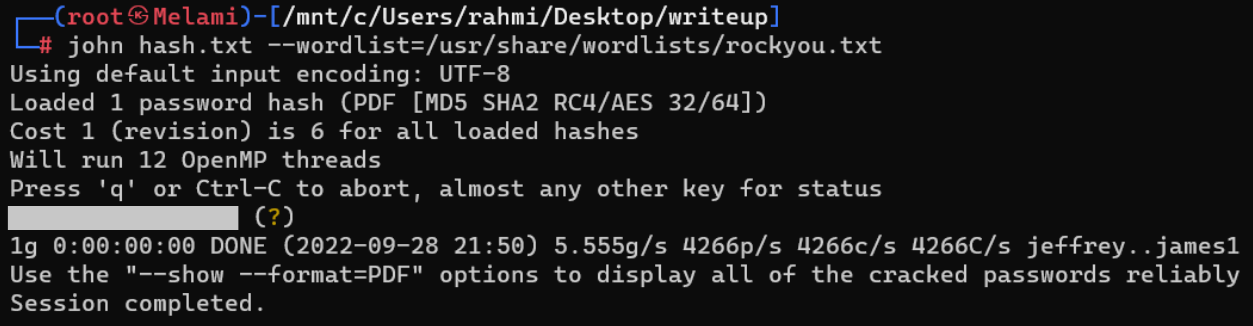 ┌──(root㉿Melami)-[/mnt/c/Users/rahmi/Desktop/writeup]
└─# john hash.txt --wordlist=/usr/share/wordlists/rockyou.txt
Using default input encoding: UTF-8
Loaded 1 password hash (PDF [MD5 SHA2 RC4/AES 32/64])
Cost 1 (revision) is 6 for all loaded hashes
Will run 12 OpenMP threads
Press 'q' or Ctrl-C to abort, almost any other key for status
(?)
1g 0:00:00:00 DONE (2022-09-28 21:50) 5.555g/s 4266p/s 4266c/s 4266C/s jeffrey..james1
Use the "--show --format=PDF" options to display all of the cracked passwords reliably
Session completed.